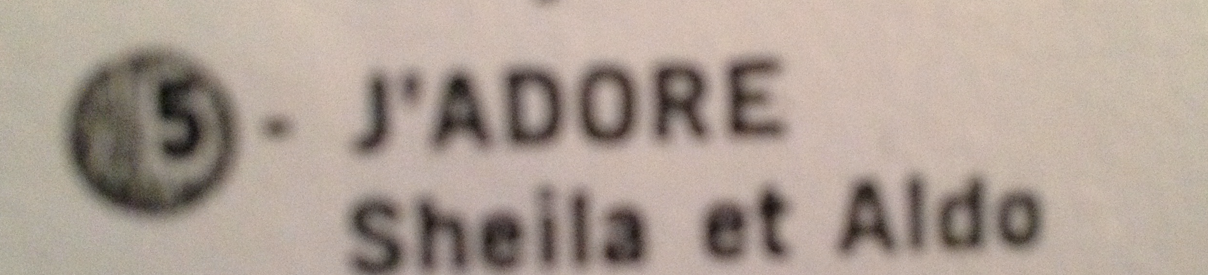 5 - J'ADORE
Sheila et Aldo